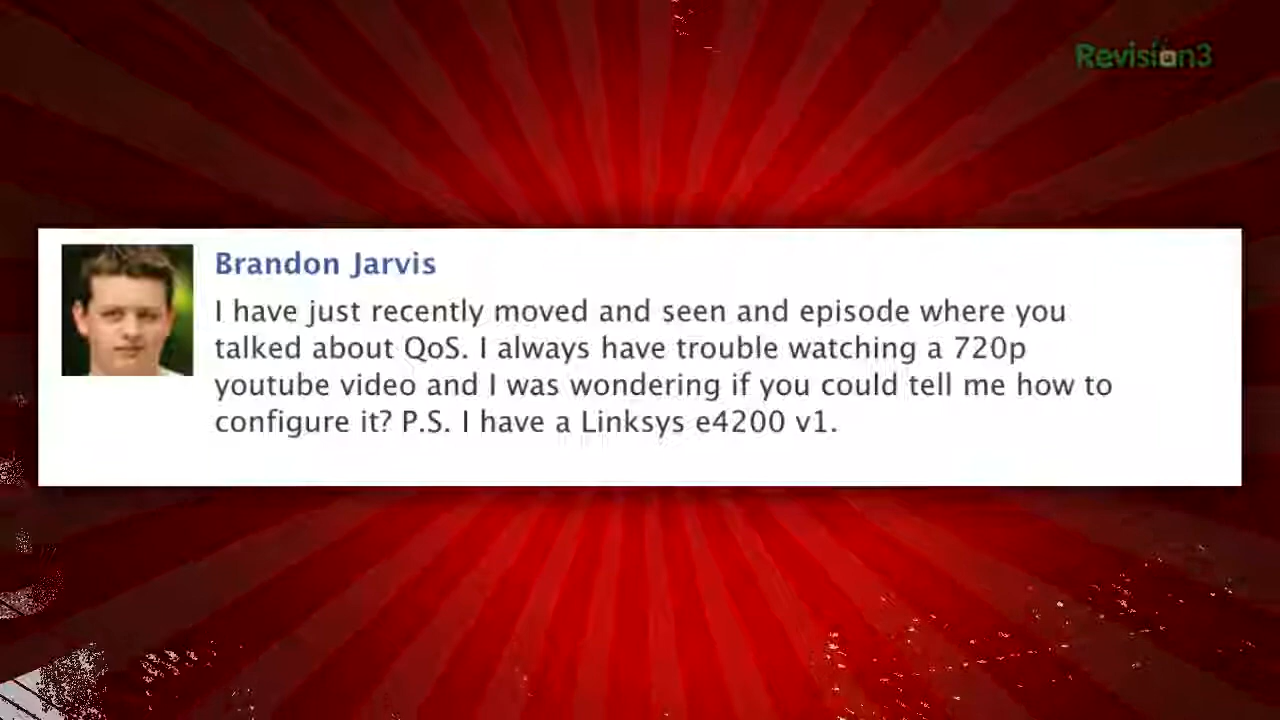 Revision3
Brandon Jarvis
I have just recently moved and seen and episode where you
talked about QoS. I always have trouble watching a 720p
youtube video and I was wondering if you could tell me how to
configure it? P.S. I have a Linksys e4200 v1.